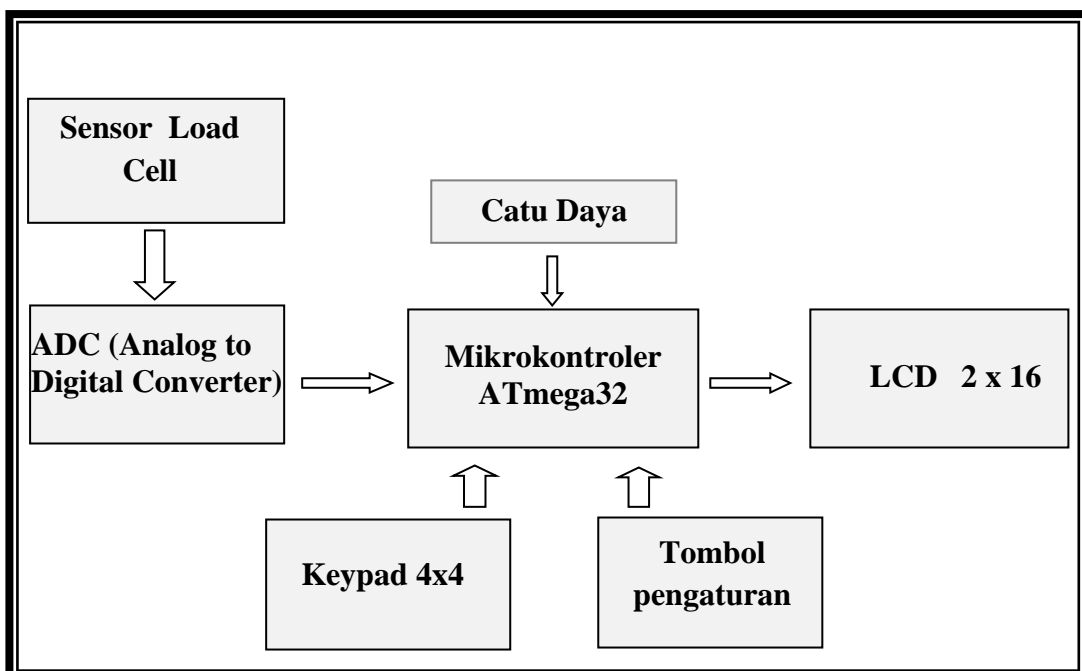 Sensor Load
Cell
Catu Daya
ADC (Analog to
Digital Converter)
Mikrokontroler
ATmega32
LCD 2 x 16
Keypad 4x4
Tombol
pengaturan